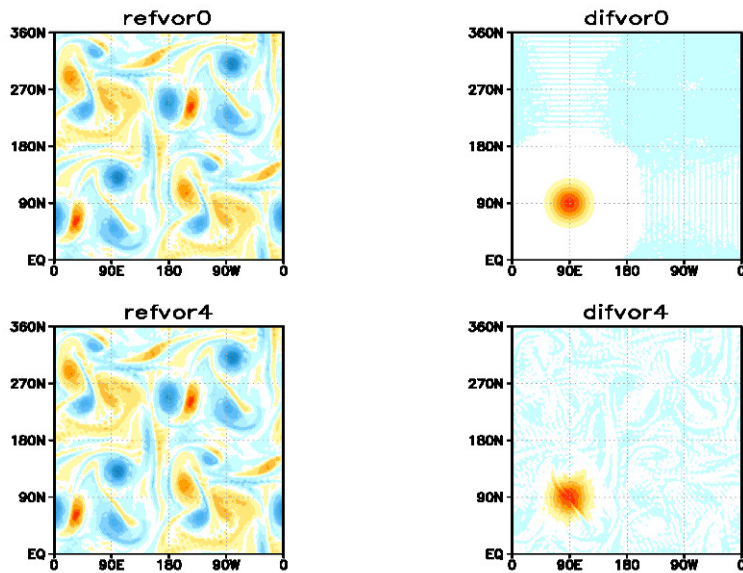 refvor0
difvor0
360N
270N
180N
90N
EQ
0 90E 180 90W 0
360N
270N
180N
90N
EQ
0 90E 180 90W 0
refvor4
difvor4
360N
270N
180N
90N
EQ
0 90E 180 90W 0
360N
270N
180N
90N
EQ
0 90E 180 90W 0